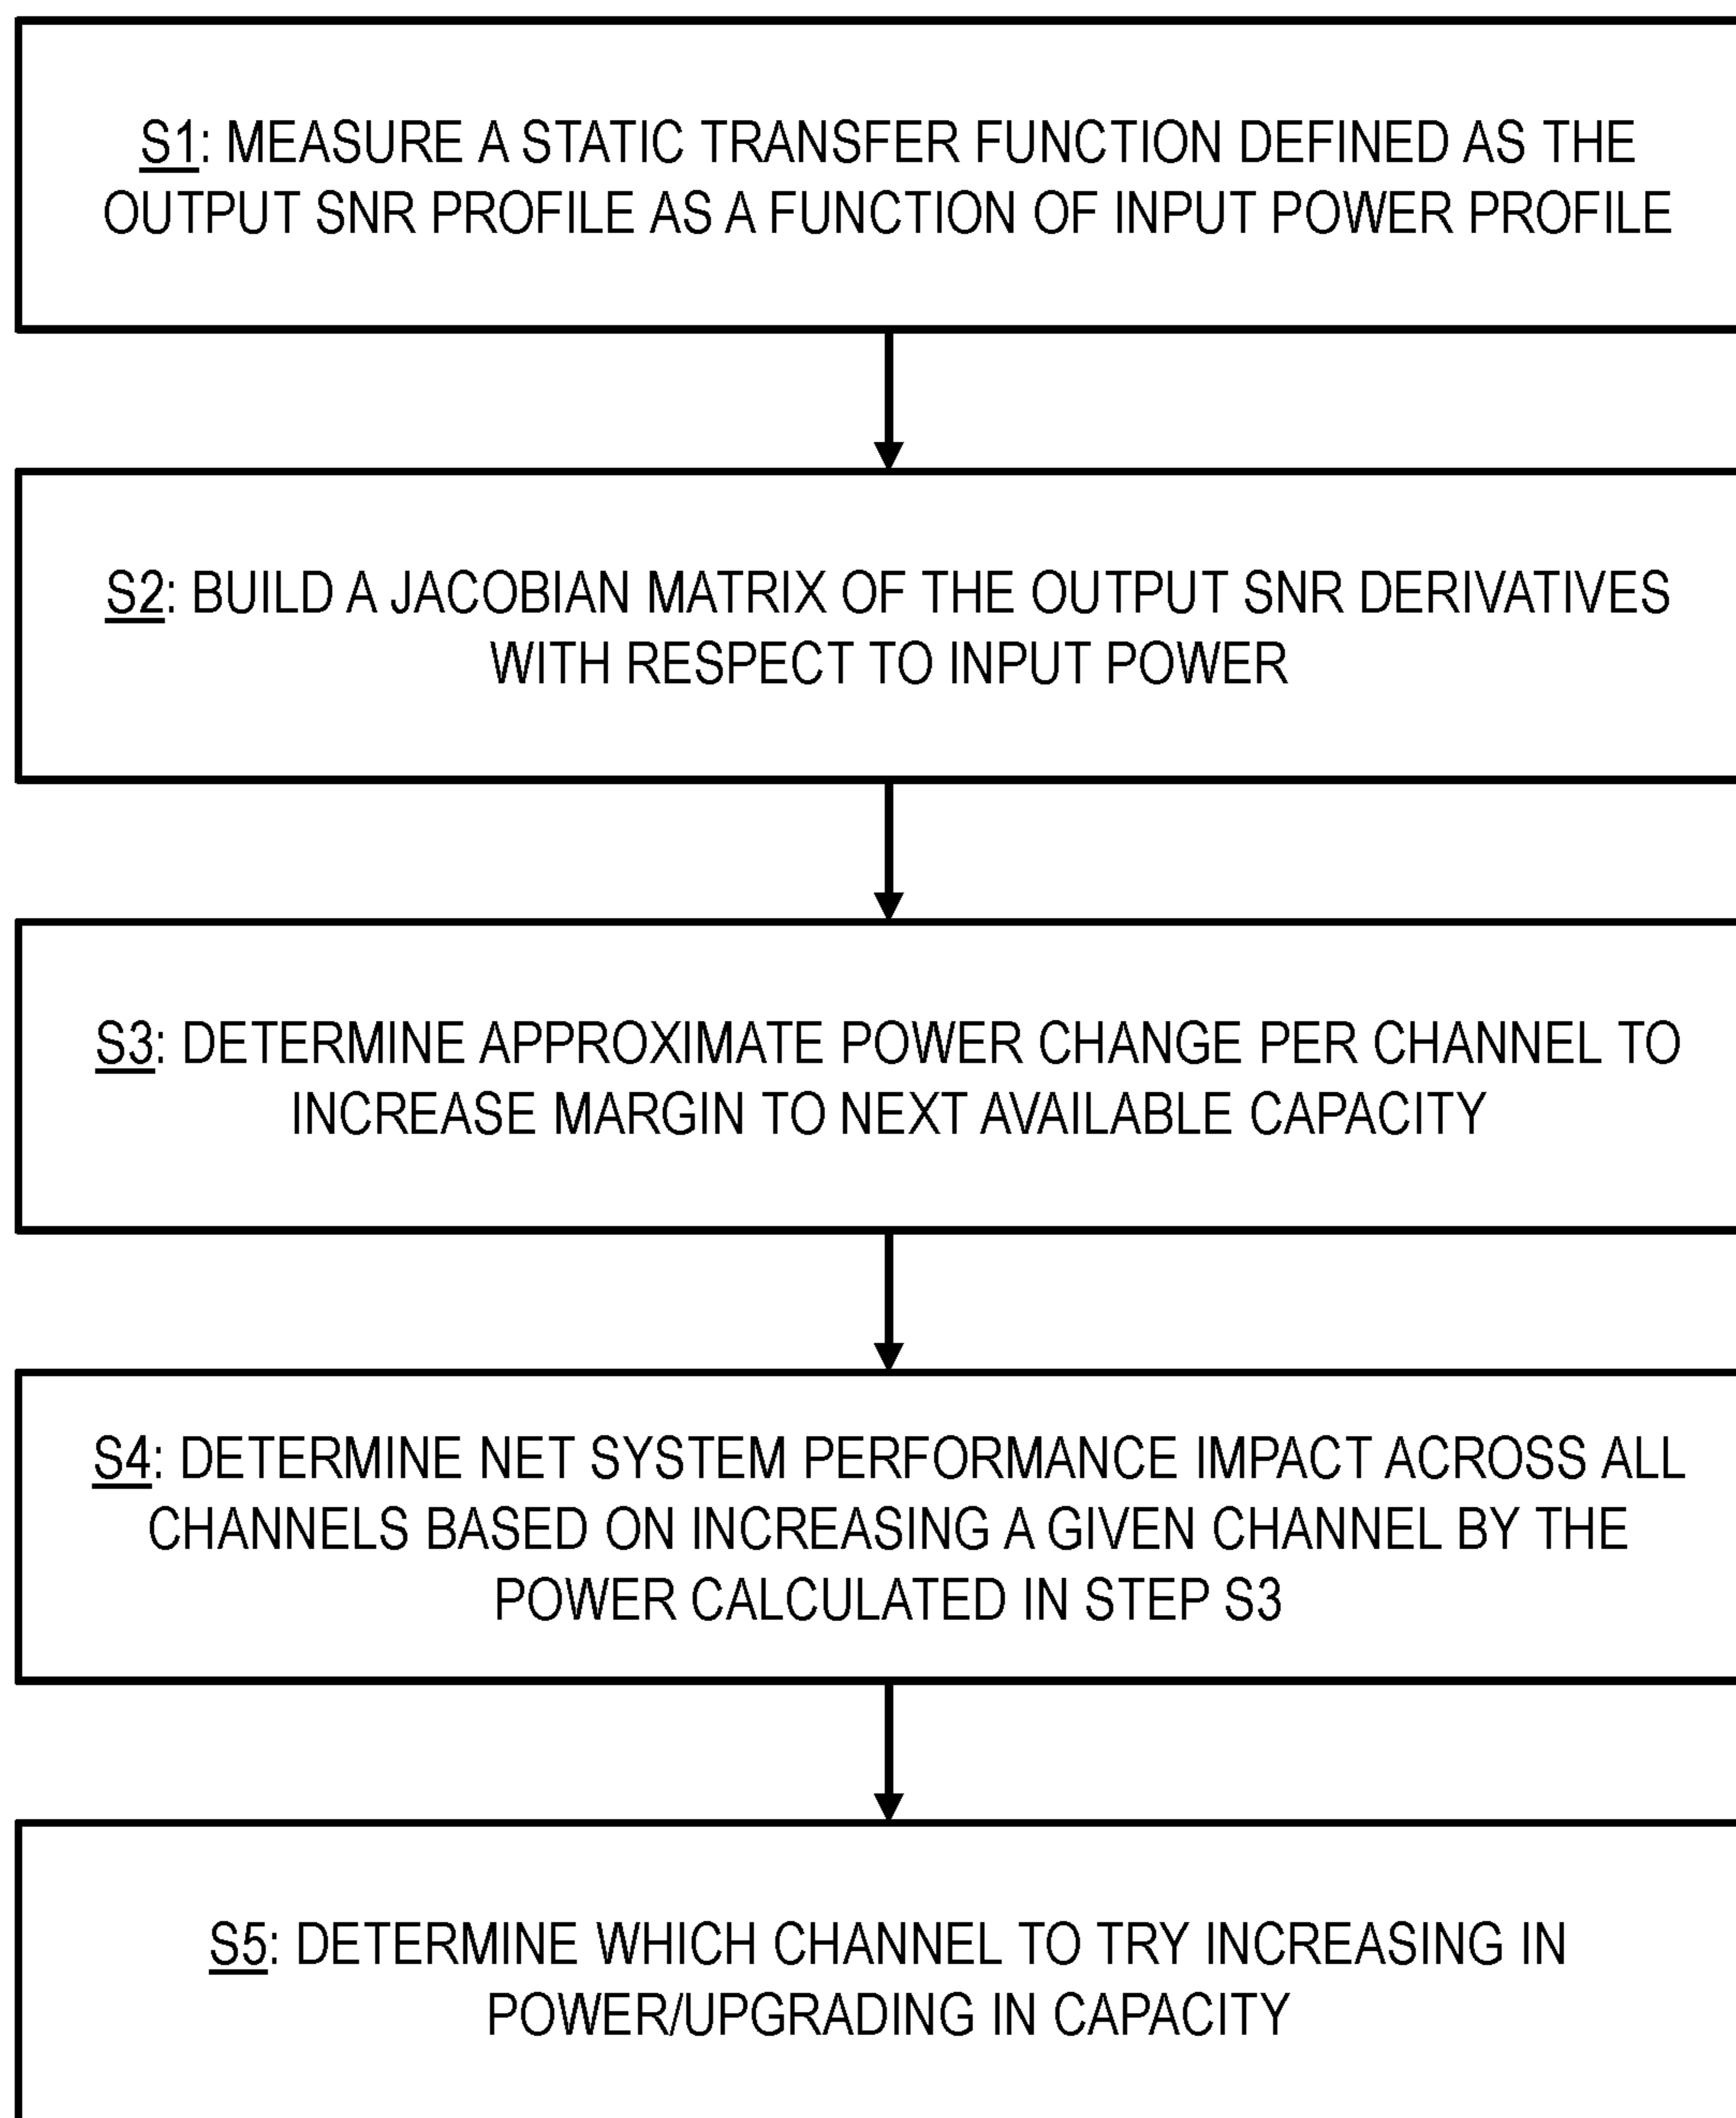 S1: MEASURE A STATIC TRANSFER FUNCTION DEFINED AS THE
OUTPUT SNR PROFILE AS A FUNCTION OF INPUT POWER PROFILE
S2: BUILD A JACOBIAN MATRIX OF THE OUTPUT SNR DERIVATIVES
WITH RESPECT TO INPUT POWER
S3: DETERMINE APPROXIMATE POWER CHANGE PER CHANNEL TO
INCREASE MARGIN TO NEXT AVAILABLE CAPACITY
S4: DETERMINE NET SYSTEM PERFORMANCE IMPACT ACROSS ALL
CHANNELS BASED ON INCREASING A GIVEN CHANNEL BY THE
POWER CALCULATED IN STEP S3
S5: DETERMINE WHICH CHANNEL TO TRY INCREASING IN
POWER/UPGRADING IN CAPACITY